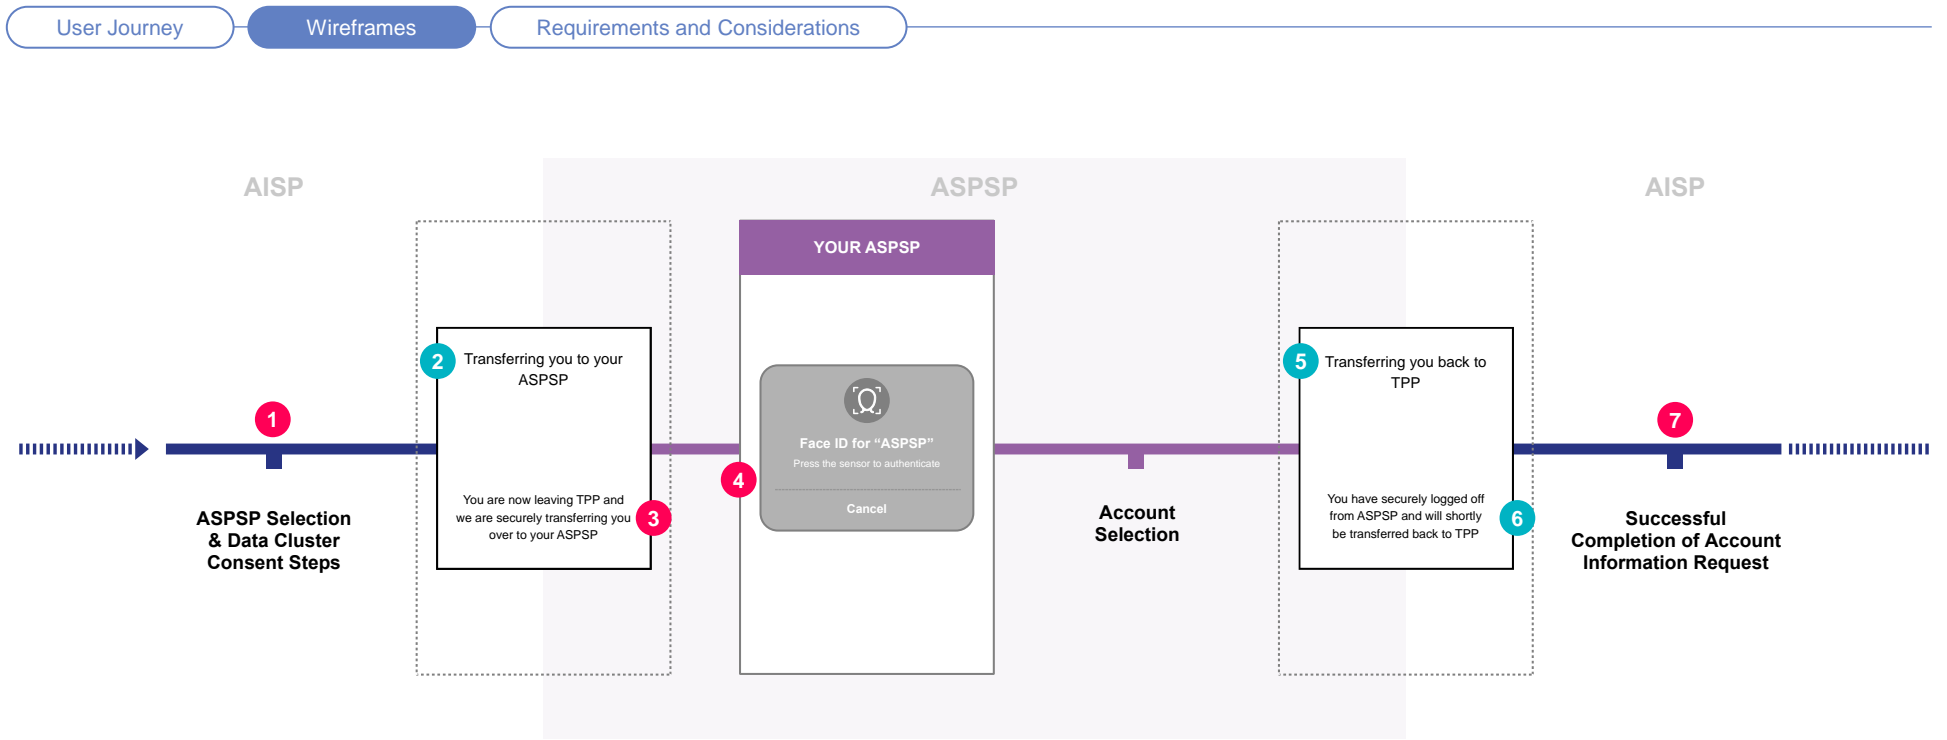 User Journey
Wireframes
Requirements and Considerations
AISP
ASPSP
AISP
1
ASPSP Selection
& Data Cluster
Consent Steps
2
Transferring you to your
ASPSP
You are now leaving TPP and
we are securely transferring you
over to your ASPSP
3
YOUR ASPSP
Face ID for “ASPSP”
Press the sensor to authenticate
Cancel
4
Account
Selection
5
Transferring you back to
TPP
You have securely logged off
from ASPSP and will shortly
be transferred back to TPP
6
7
Successful
Completion of Account
Information Request